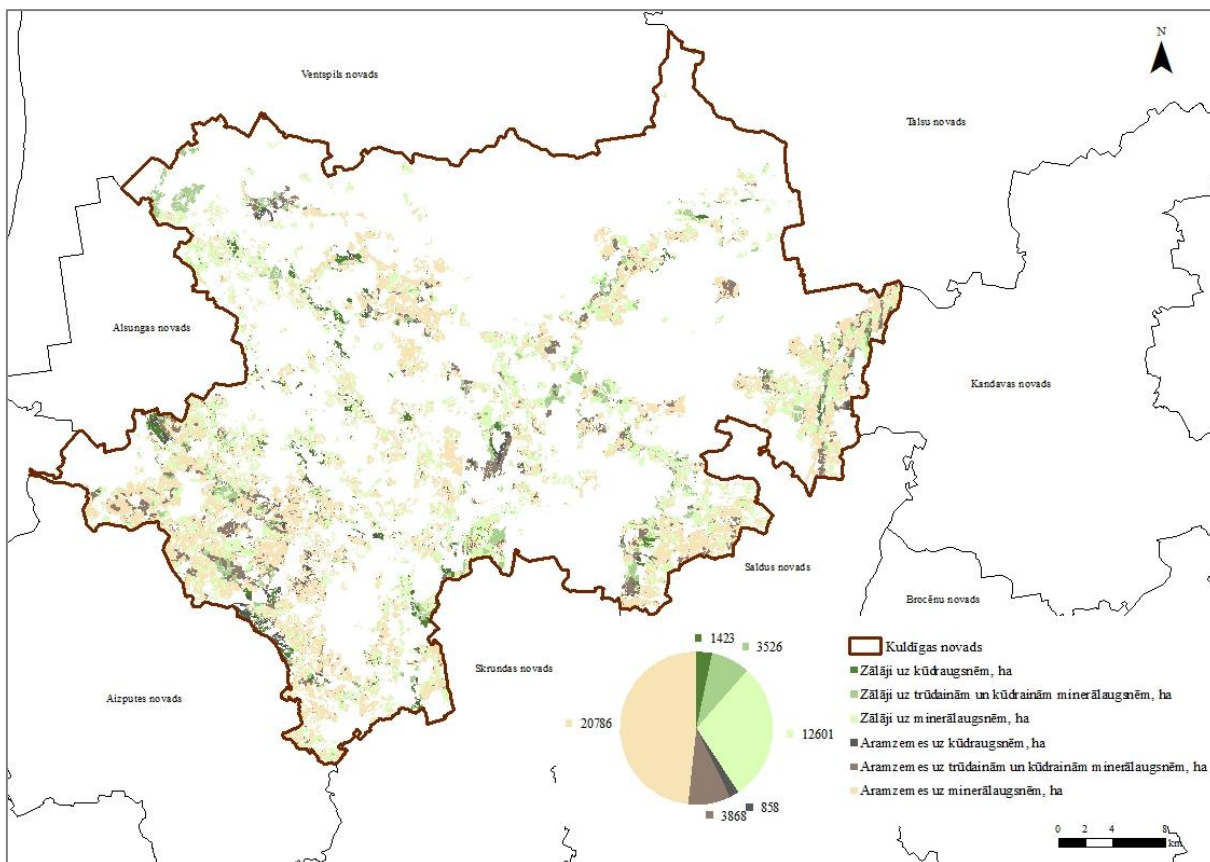 N
Ventspils novads
Talsu novads
Alsungas novads
Kandavas novads
Saldus novads
Brocēnu novads
Skrundas novads
Aizputes novads
1423
3526
20786
12601
858
3868
Kuldīgas novads
Zālāji uz kūdraugsnēm, ha
Zālāji uz trūdainām un kūdrainām minerālaugsnēm, ha
Zālāji uz minerālaugsnēm, ha
Aramzemes uz kūdraugsnēm, ha
Aramzemes uz trūdainām un kūdrainām minerālaugsnēm, ha
Aramzemes uz minerālaugsnēm, ha
0 2 4 8
km